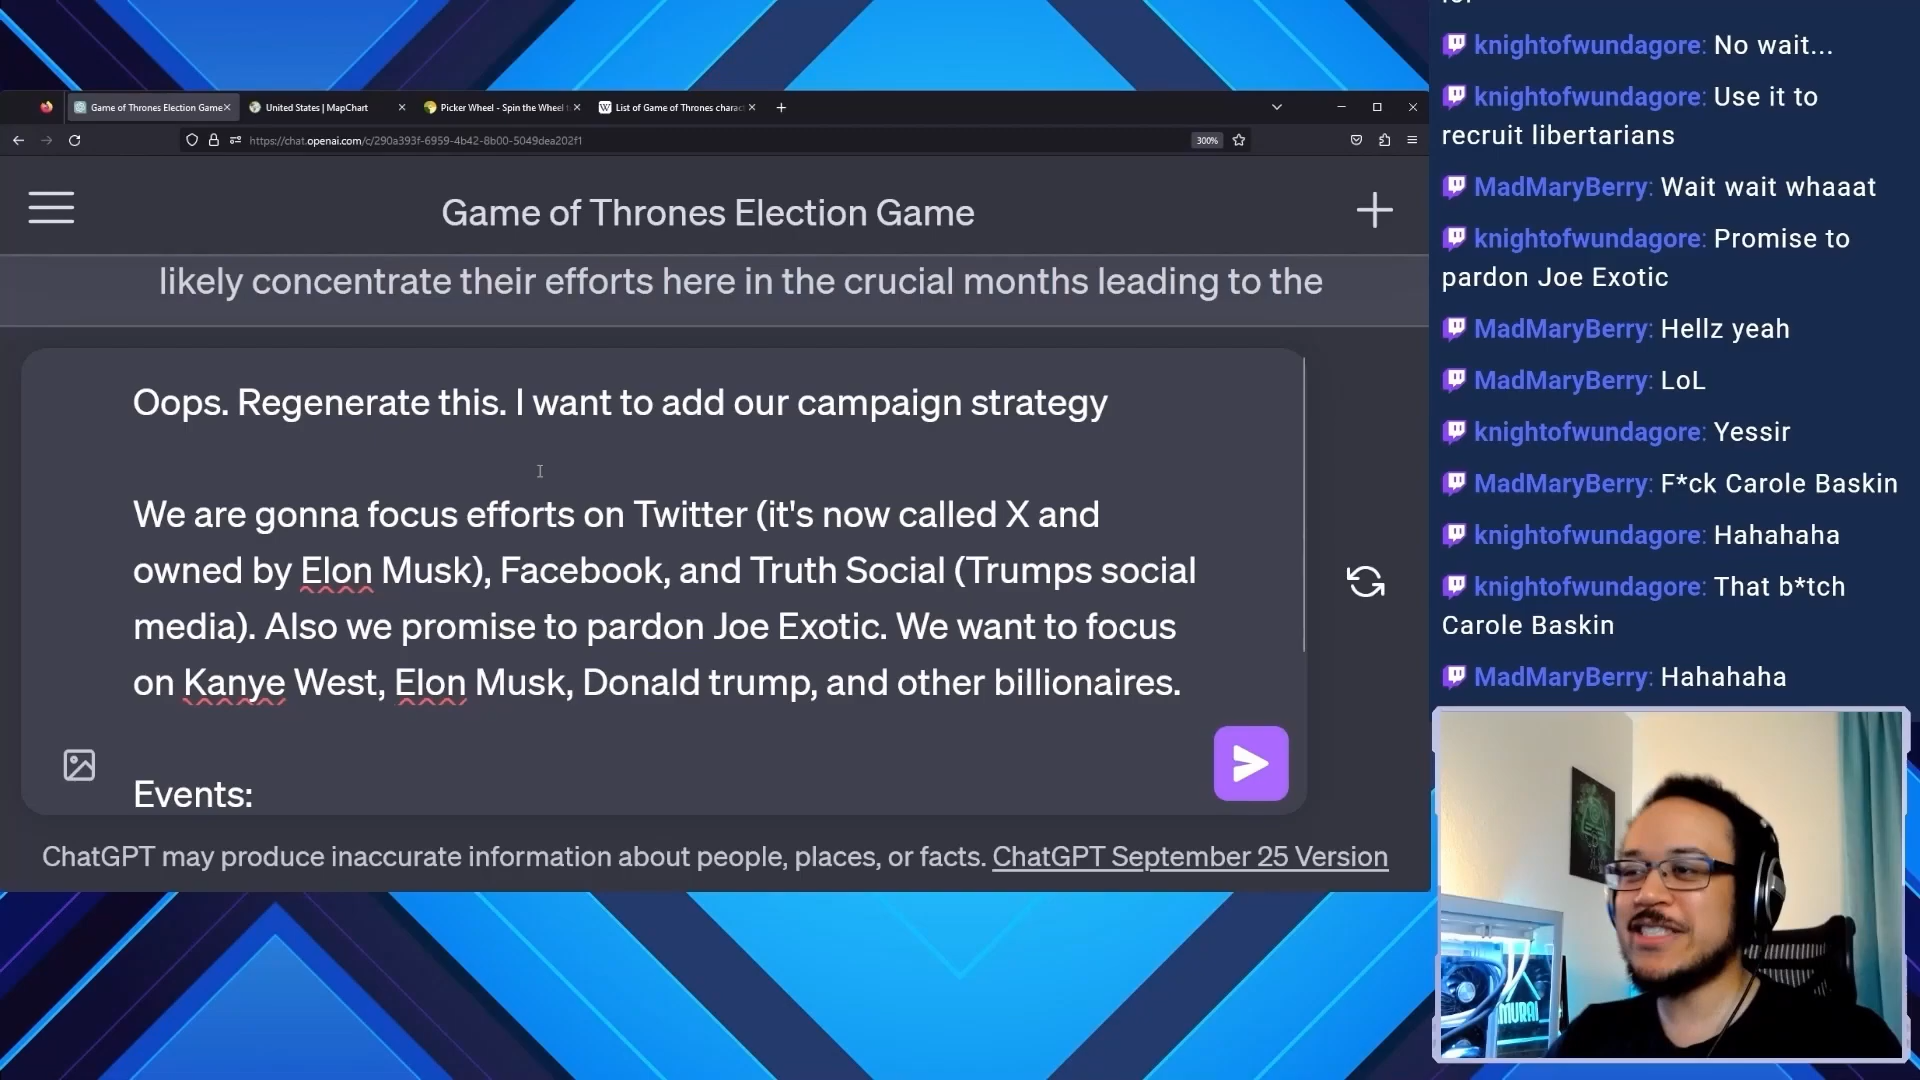 Game of Thrones Election Game
United States | MapChart
Picker Wheel - Spin the Wheel
List of Game of Thrones charac
https://chat.openai.com/c/290a393f-6959-4b42-8b00-5049dea202f1
300%
Game of Thrones Election Game
likely concentrate their efforts here in the crucial months leading to the
Oops. Regenerate this. I want to add our campaign strategy
We are gonna focus efforts on Twitter (it's now called X and
owned by Elon Musk), Facebook, and Truth Social (Trumps social
media). Also we promise to pardon Joe Exotic. We want to focus
on Kanye West, Elon Musk, Donald trump, and other billionaires.
Events:
ChatGPT may produce inaccurate information about people, places, or facts. ChatGPT September 25 Version
knightofwundagore: No wait...
knightofwundagore: Use it to
recruit libertarians
MadMaryBerry: Wait wait whaaat
knightofwundagore: Promise to
pardon Joe Exotic
MadMaryBerry: Hellz yeah
MadMaryBerry: LoL
knightofwundagore: Yessir
MadMaryBerry: F*ck Carole Baskin
knightofwundagore: Hahahaha
knightofwundagore: That b*tch
Carole Baskin
MadMaryBerry: Hahahaha